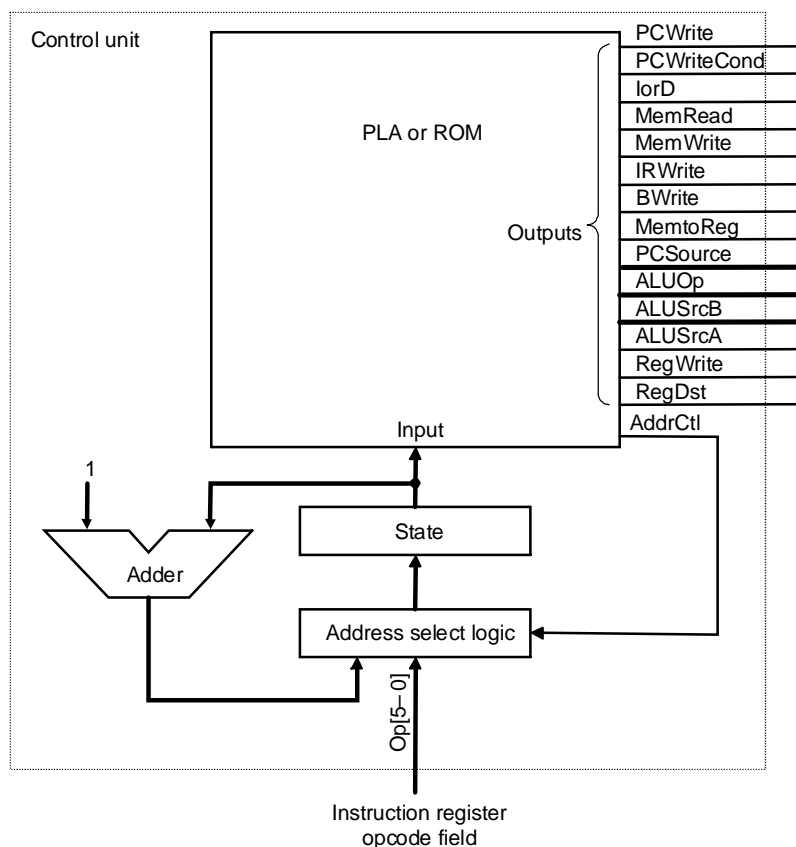 Control unit
PLA or ROM
Outputs
PCWrite
PCWriteCond
IorD
MemRead
MemWrite
IRWrite
BWrite
MemtoReg
PCSource
ALUOp
ALUSrcB
ALUSrcA
RegWrite
RegDst
AddrCtl
Input
1
State
Adder
Address select logic
Op[5–0]
Instruction register
opcode field